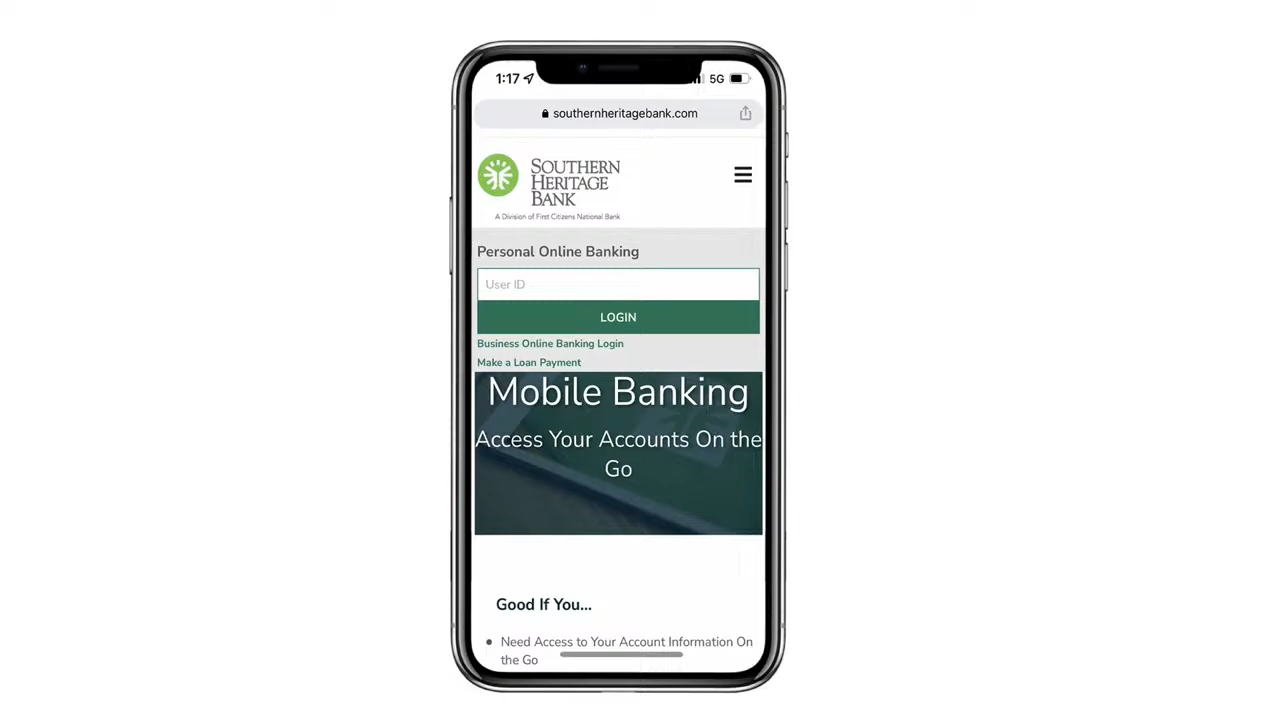 1:17 5G
southernheritagebank.com
SOUTHERN
HERITAGE
BANK
A Division of First Citizens National Bank
Personal Online Banking
User ID
LOGIN
Business Online Banking Login
Make a Loan Payment
Mobile Banking
Access Your Accounts On the
Go
Good If You...
Need Access to Your Account Information On
the Go